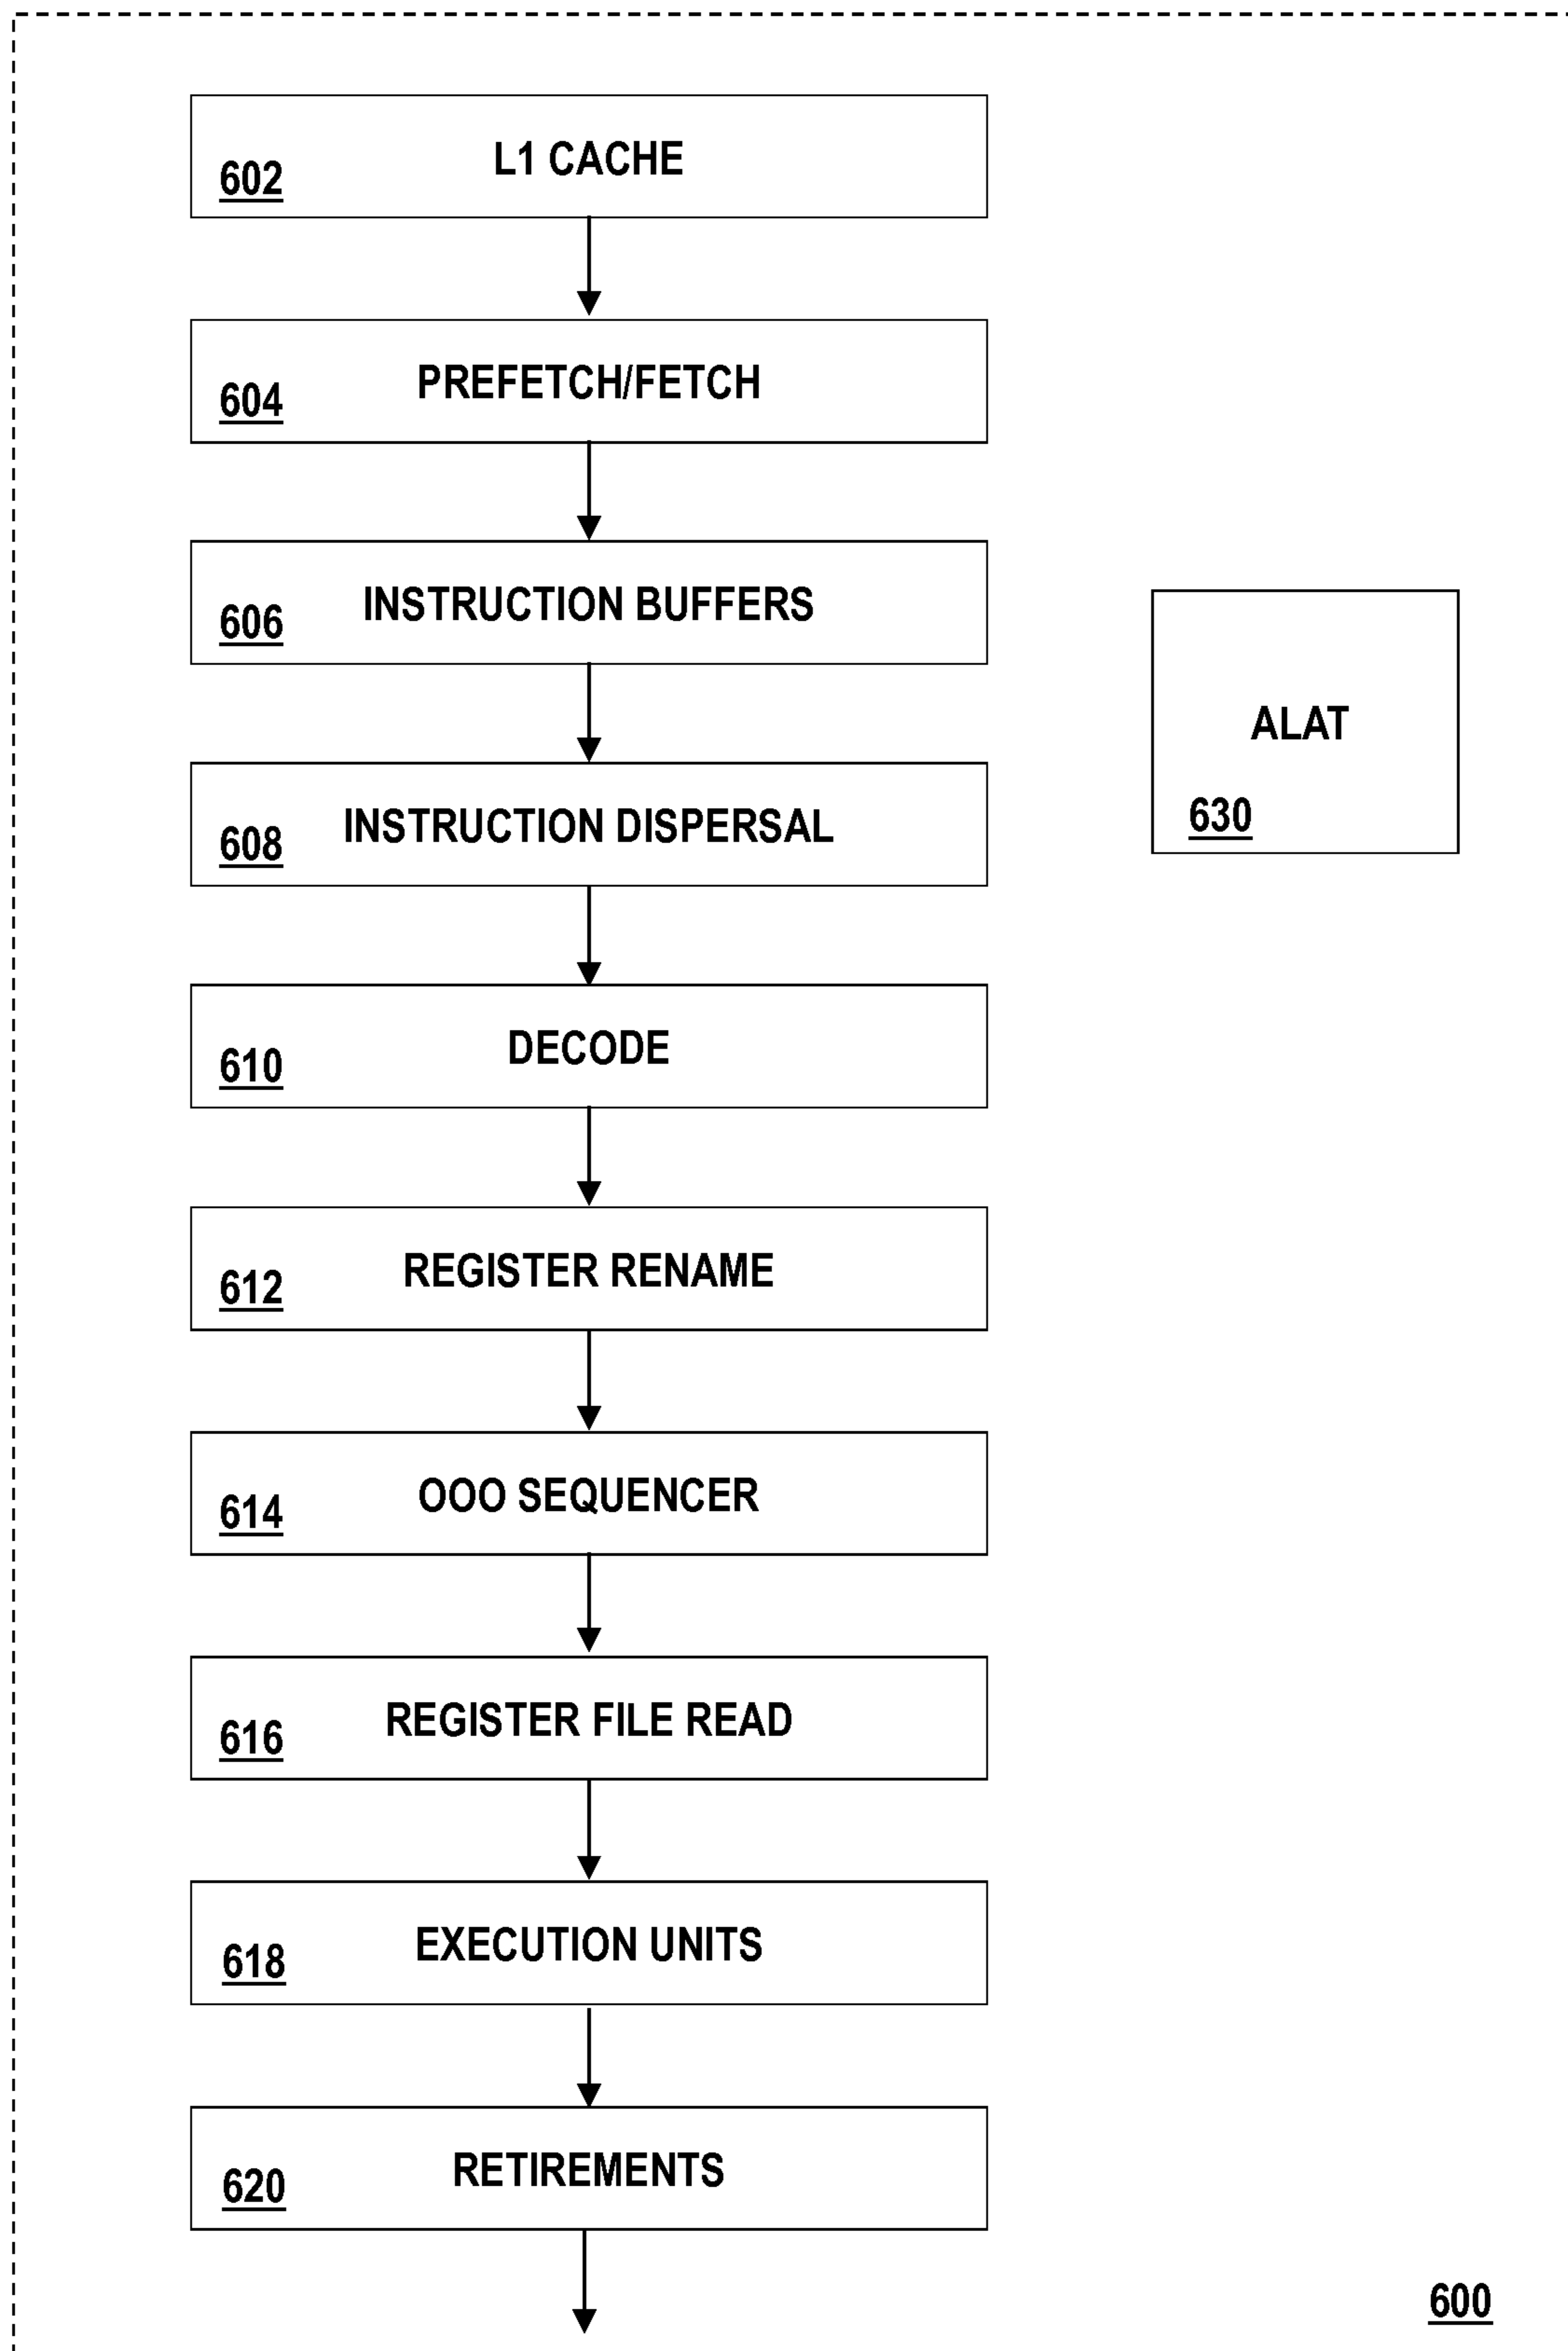 L1 CACHE
602
PREFETCH/FETCH
604
INSTRUCTION BUFFERS
606
INSTRUCTION DISPERSAL
608
ALAT
630
DECODE
610
REGISTER RENAME
612
OOO SEQUENCER
614
REGISTER FILE READ
616
EXECUTION UNITS
618
RETIREMENTS
620
600